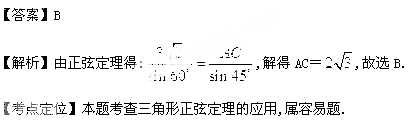 【答案】B
【解析】由正弦定理得: 3√2/sin 60° = AC/sin 45°, 解得 AC＝2√3, 故选 B.
【考点定位】本题考查三角形正弦定理的应用, 属容易题.